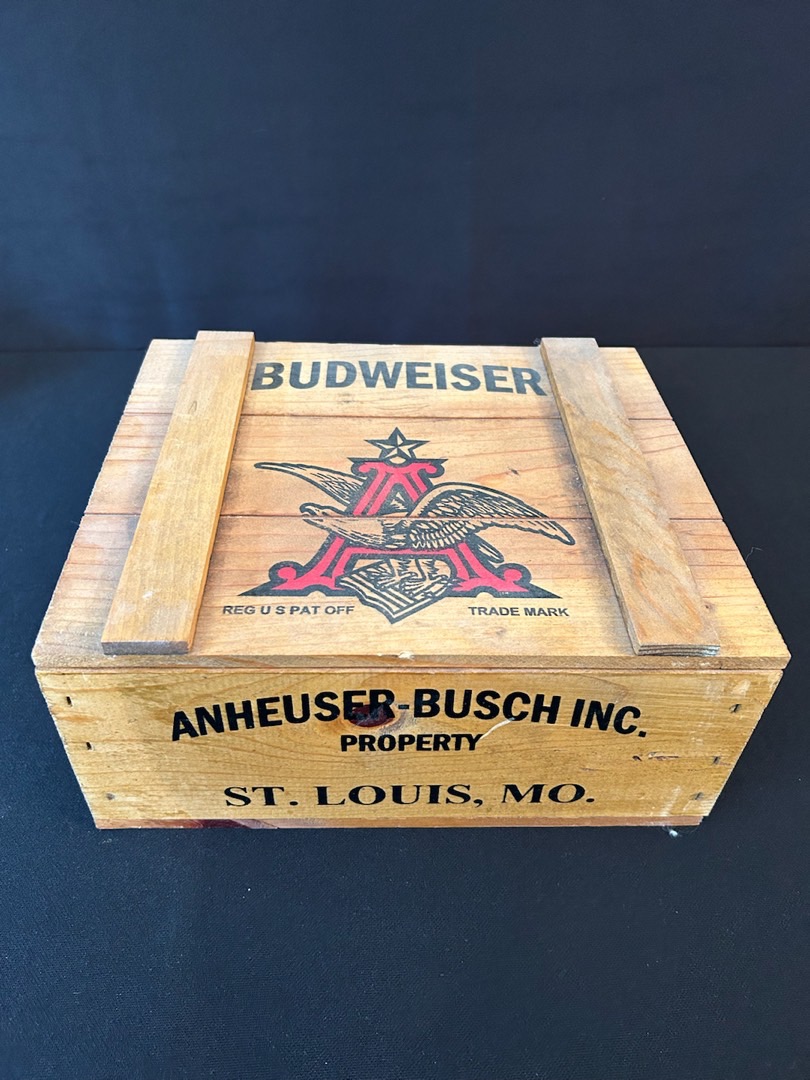 BUDWEISER
A
REG U S PAT OFF TRADE MARK
ANHEUSER-BUSCH INC.
PROPERTY
ST. LOUIS, MO.